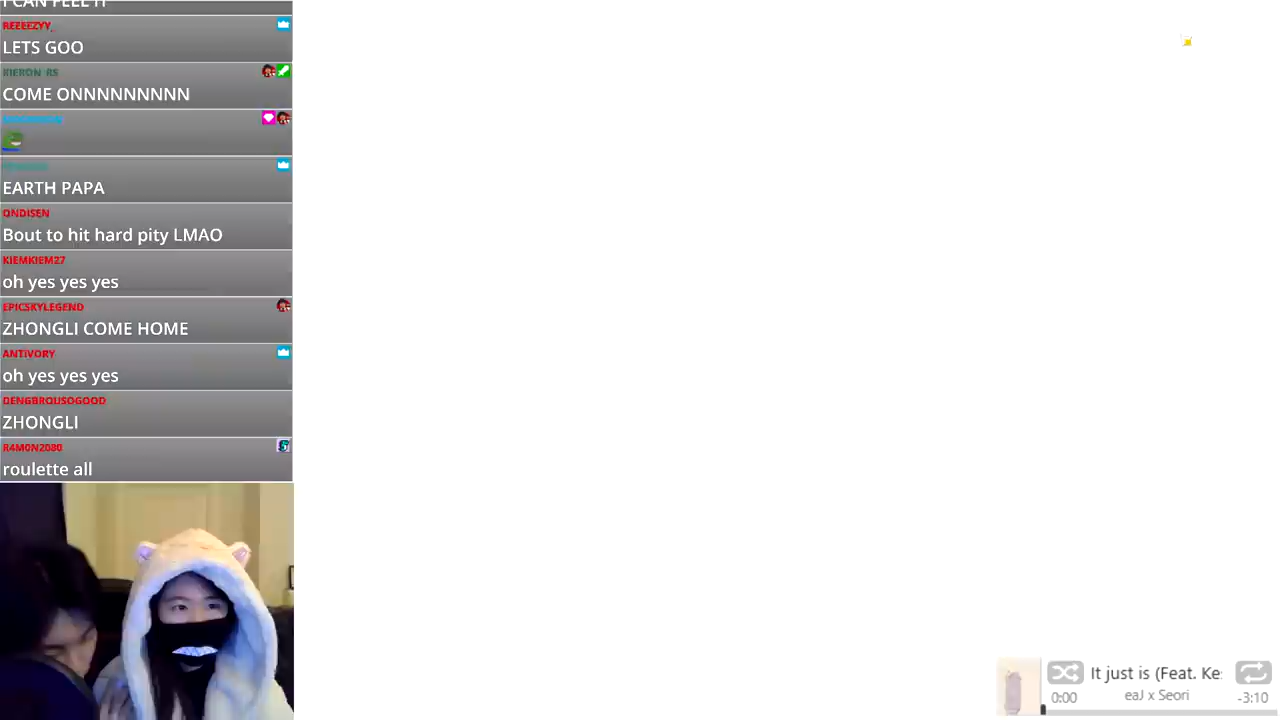 REZEEZYY
LETS GOO
KIERON_RS
COME ONNNNNNNNN
EARTH PAPA
QNDISEN
Bout to hit hard pity LMAO
KIEMKIEM27
oh yes yes yes
EPICSKYLEGEND
ZHONGLI COME HOME
ANTIVORY
oh yes yes yes
DENGBROUSOGOOD
ZHONGLI
R4M0N2080
roulette all
It just is (Feat. Ke
eaJ x Seori
0:00
-3:10